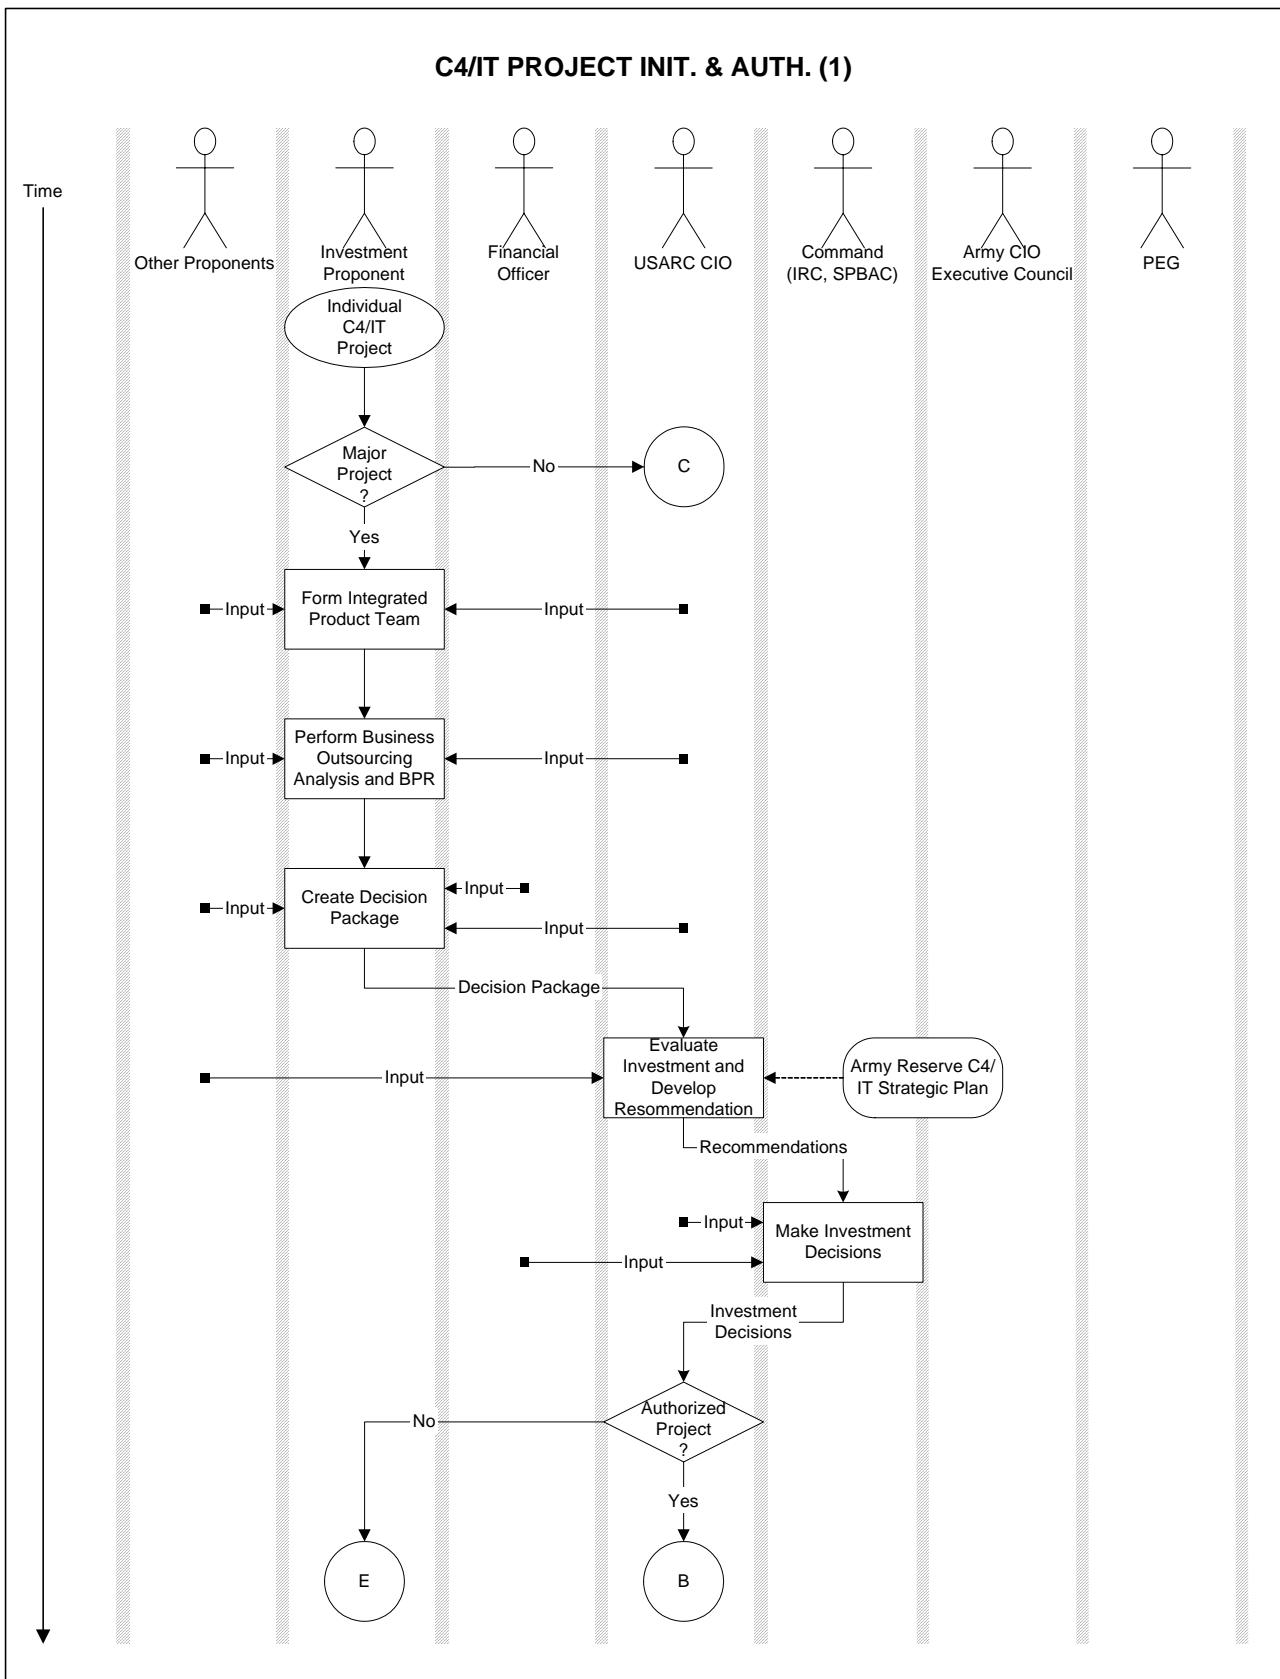 C4/IT PROJECT INIT. & AUTH. (1)
Time
Other Proponents
Investment
Proponent
Financial
Officer
USARC CIO
Command
(IRC, SPBAC)
Army CIO
Executive Council
PEG
Individual
C4/IT
Project
Major
Project
?
No
C
Yes
Input
Form Integrated
Product Team
Input
Input
Perform Business
Outsourcing
Analysis and BPR
Input
Input
Create Decision
Package
Input
Input
Decision Package
Input
Evaluate
Investment and
Develop
Resommendation
Army Reserve C4/
IT Strategic Plan
Recommendations
Input
Input
Make Investment
Decisions
Investment
Decisions
No
Authorized
Project
?
Yes
E
B